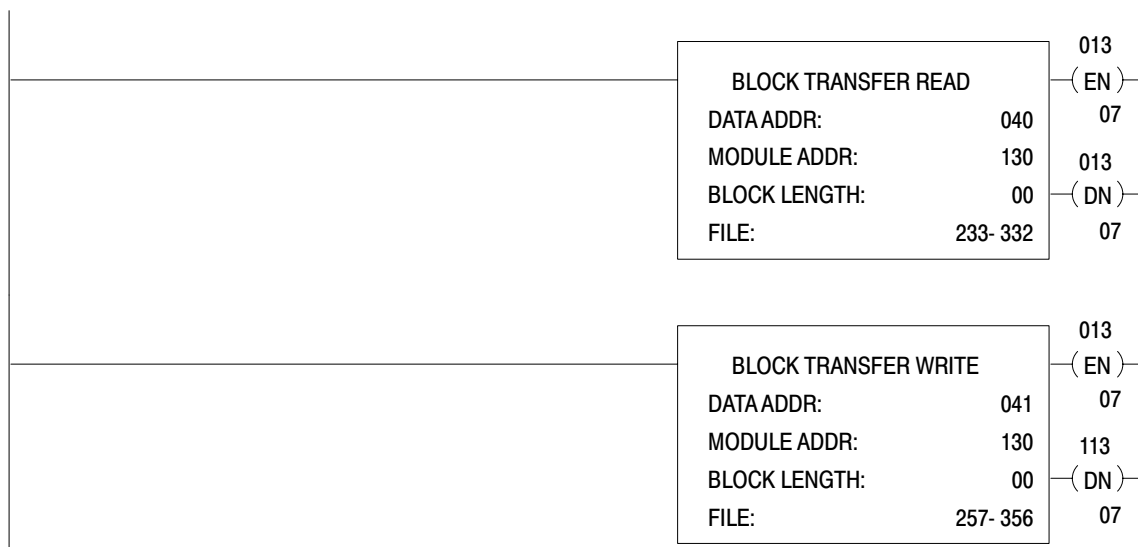 013
BLOCK TRANSFER READ ( EN )
DATA ADDR: 040 07
MODULE ADDR: 130 013
BLOCK LENGTH: 00 ( DN )
FILE: 233- 332 07
013
BLOCK TRANSFER WRITE ( EN )
DATA ADDR: 041 07
MODULE ADDR: 130 113
BLOCK LENGTH: 00 ( DN )
FILE: 257- 356 07